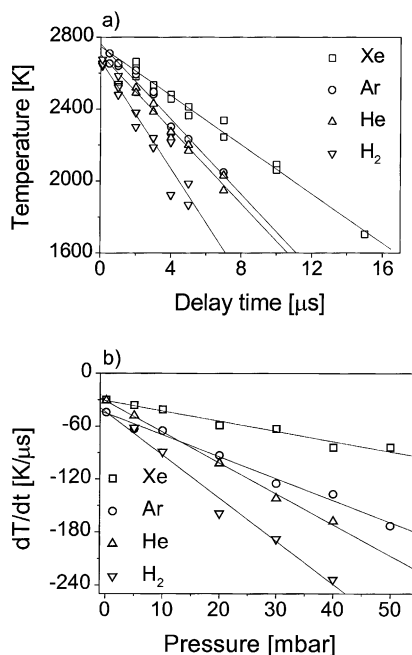 a)
2800
2400
2000
1600
Temperature [K]
Xe
Ar
He
H₂
0 4 8 12 16
Delay time [µs]
b)
0
-60
-120
-180
-240
dT/dt [K/µs]
Xe
Ar
He
H₂
0 10 20 30 40 50
Pressure [mbar]